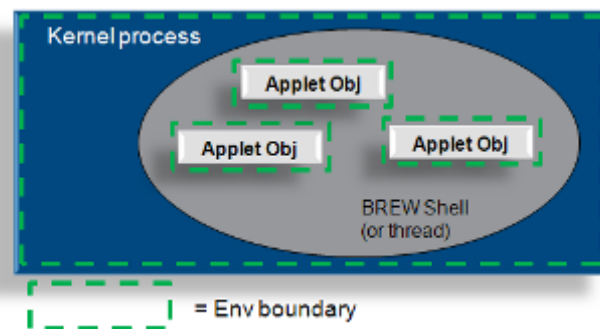 Kernel process
Applet Obj
Applet Obj
Applet Obj
BREW Shell
(or thread)
= Env boundary